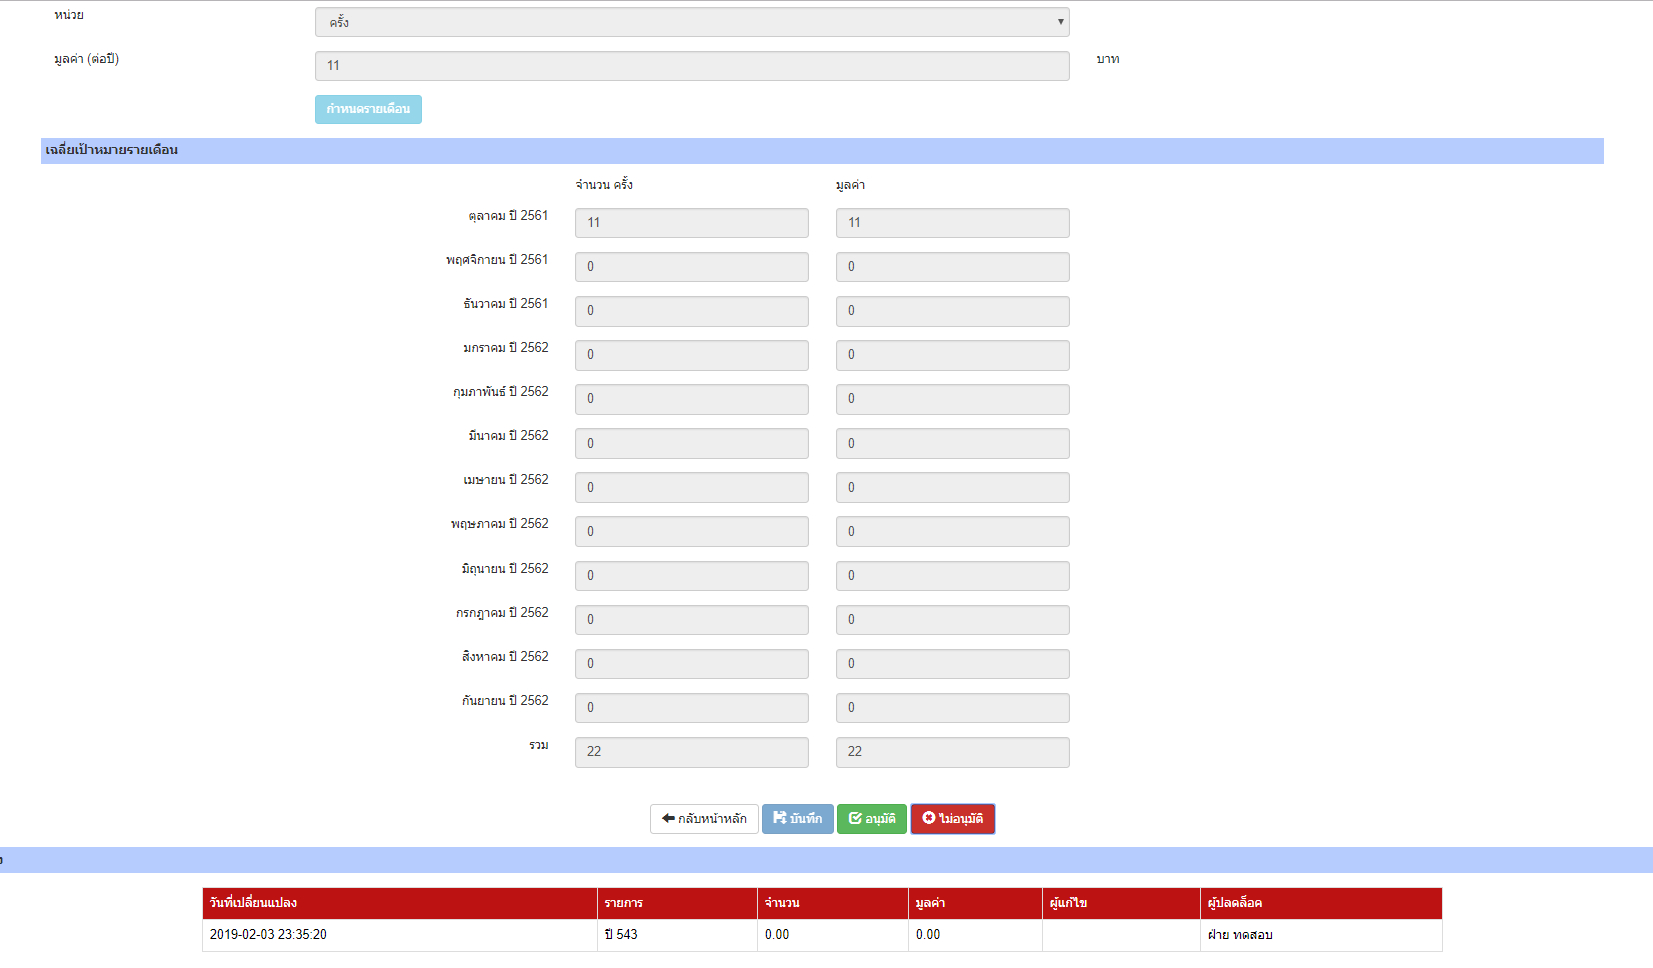 หน่วย ครั้ง
มูลค่า (ต่อปี) 11 บาท
กำหนดรายเดือน
เฉลี่ยเป้าหมายรายเดือน
จำนวน ครั้ง มูลค่า
ตุลาคม ปี 2561 11 11
พฤศจิกายน ปี 2561 0 0
ธันวาคม ปี 2561 0 0
มกราคม ปี 2562 0 0
กุมภาพันธ์ ปี 2562 0 0
มีนาคม ปี 2562 0 0
เมษายน ปี 2562 0 0
พฤษภาคม ปี 2562 0 0
มิถุนายน ปี 2562 0 0
กรกฎาคม ปี 2562 0 0
สิงหาคม ปี 2562 0 0
กันยายน ปี 2562 0 0
รวม 22 22
กลับหน้าหลัก บันทึก อนุมัติ ไม่อนุมัติ
วันที่เปลี่ยนแปลง รายการ จำนวน มูลค่า ผู้แก้ไข ผู้ปลดล็อค
2019-02-03 23:35:20 ปี 543 0.00 0.00 ฝ่าย ทดสอบ